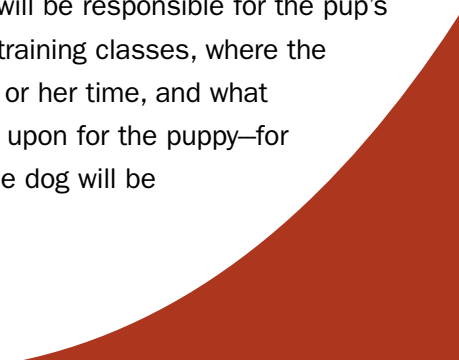 will be responsible for the pup’s
training classes, where the
or her time, and what
upon for the puppy—for
e dog will be